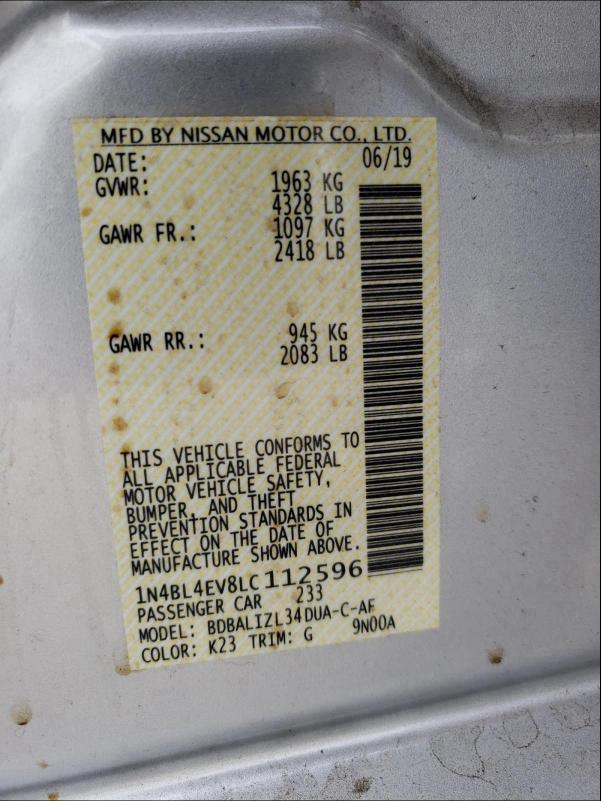 MFD BY NISSAN MOTOR CO., LTD.
DATE: 06/19
GVWR: 1963 KG
4328 LB
GAWR FR.: 1097 KG
2418 LB
GAWR RR.: 945 KG
2083 LB
THIS VEHICLE CONFORMS TO
ALL APPLICABLE FEDERAL
MOTOR VEHICLE SAFETY,
BUMPER, AND THEFT
PREVENTION STANDARDS IN
EFFECT ON THE DATE OF
MANUFACTURE SHOWN ABOVE.
1N4BL4EV8LC112596
PASSENGER CAR 233
MODEL: BDBALIZL34DUA-C-AF
COLOR: K23 TRIM: G 9N00A